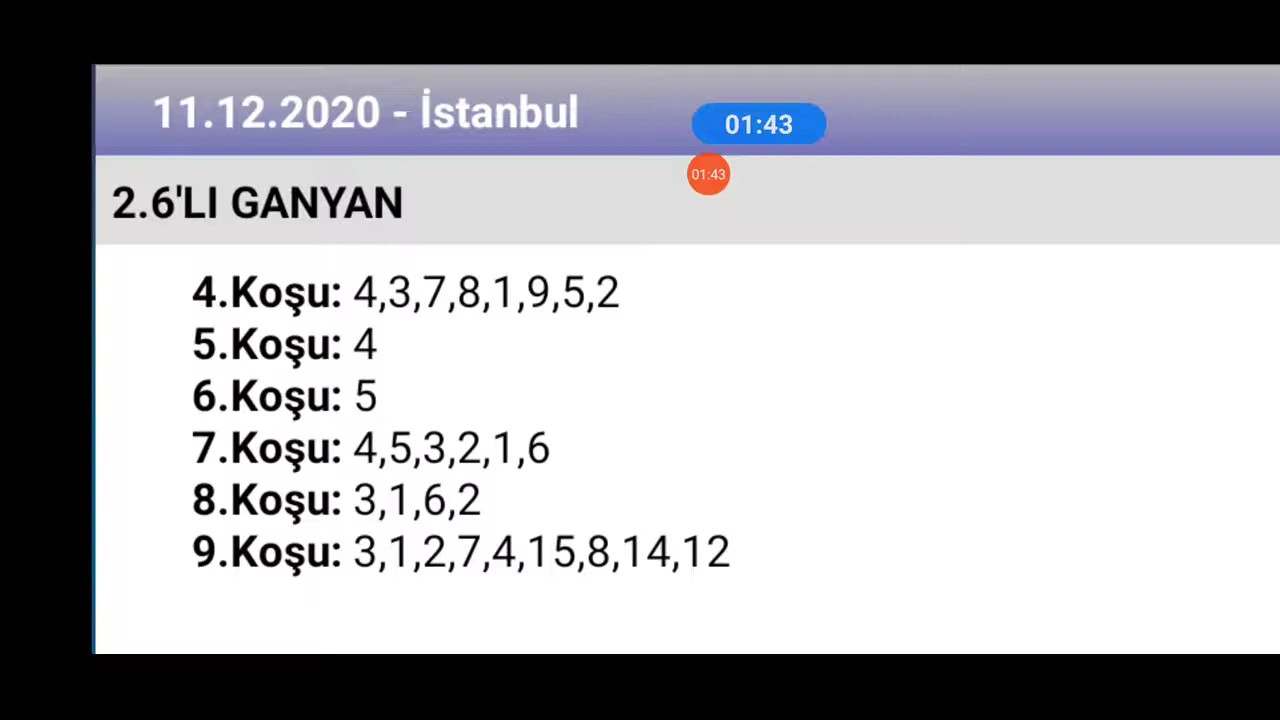 11.12.2020 - İstanbul
01:43
01:43
2.6'LI GANYAN
4.Koşu: 4,3,7,8,1,9,5,2
5.Koşu: 4
6.Koşu: 5
7.Koşu: 4,5,3,2,1,6
8.Koşu: 3,1,6,2
9.Koşu: 3,1,2,7,4,15,8,14,12